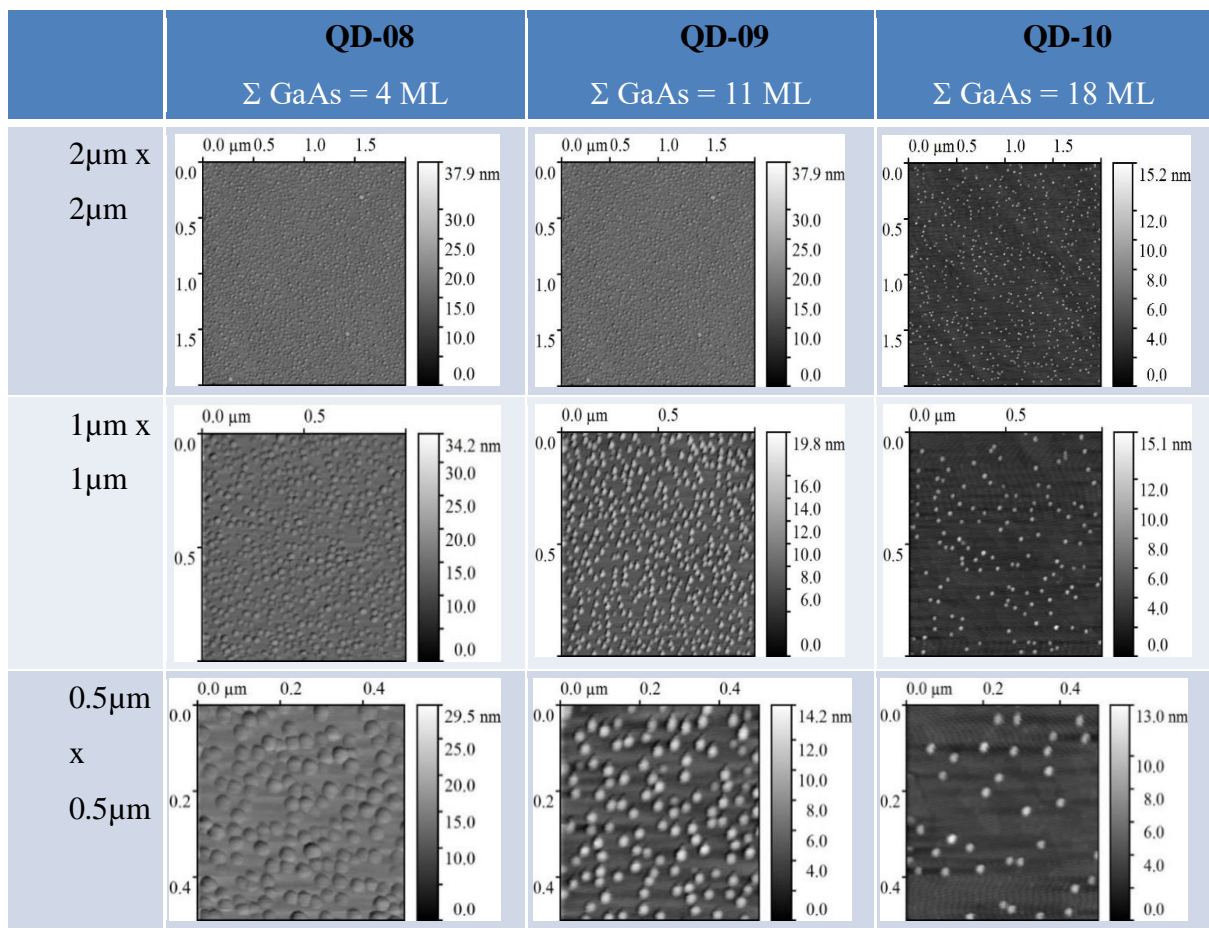 QD-08
QD-09
QD-10
Σ GaAs = 4 ML
Σ GaAs = 11 ML
Σ GaAs = 18 ML
2µm x
2µm
0.0 µm 0.5 1.0 1.5
0.0
0.5
1.0
1.5
37.9 nm
30.0
25.0
20.0
15.0
10.0
0.0
0.0 µm 0.5 1.0 1.5
0.0
0.5
1.0
1.5
37.9 nm
30.0
25.0
20.0
15.0
10.0
0.0
0.0 µm 0.5 1.0 1.5
0.0
0.5
1.0
1.5
15.2 nm
12.0
10.0
8.0
6.0
4.0
0.0
1µm x
1µm
0.0 µm 0.5
0.0
0.5
34.2 nm
30.0
25.0
20.0
15.0
10.0
0.0
0.0 µm 0.5
0.0
0.5
19.8 nm
16.0
14.0
12.0
10.0
8.0
6.0
0.0
0.0 µm 0.5
0.0
0.5
15.1 nm
12.0
10.0
8.0
6.0
4.0
0.0
0.5µm
x
0.5µm
0.0 µm 0.2 0.4
0.0
0.2
0.4
29.5 nm
25.0
20.0
15.0
10.0
0.0
0.0 µm 0.2 0.4
0.0
0.2
0.4
14.2 nm
12.0
10.0
8.0
6.0
4.0
0.0
0.0 µm 0.2 0.4
0.0
0.2
0.4
13.0 nm
10.0
8.0
6.0
4.0
0.0